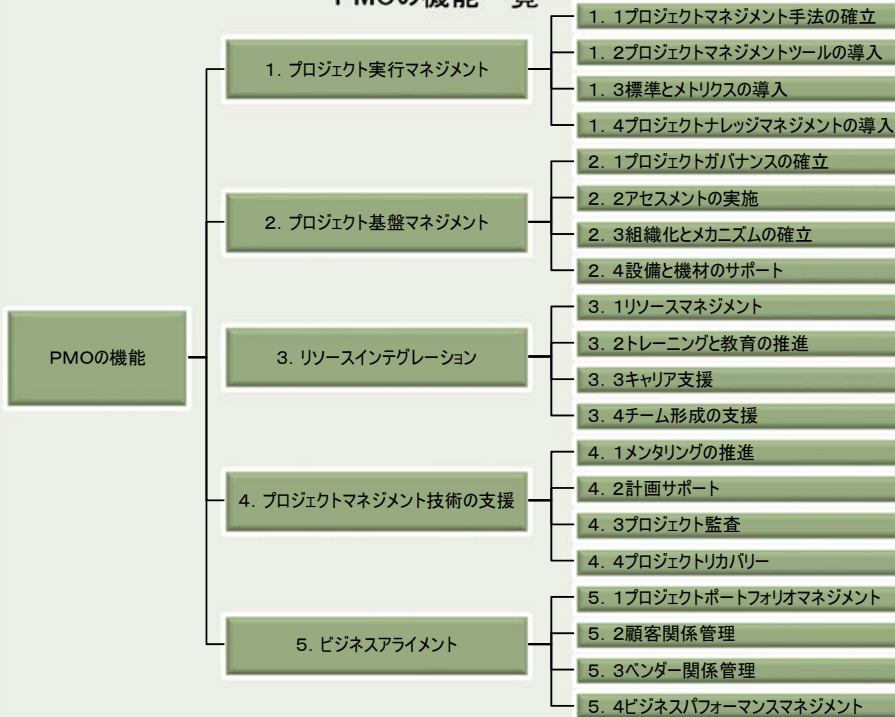 PMOの機能一覧
PMOの機能
1. プロジェクト実行マネジメント
1. 1プロジェクトマネジメント手法の確立
1. 2プロジェクトマネジメントツールの導入
1. 3標準とメトリクスの導入
1. 4プロジェクトナレッジマネジメントの導入
2. プロジェクト基盤マネジメント
2. 1プロジェクトガバナンスの確立
2. 2アセスメントの実施
2. 3組織化とメカニズムの確立
2. 4設備と機材のサポート
3. リソースインテグレーション
3. 1リソースマネジメント
3. 2トレーニングと教育の推進
3. 3キャリア支援
3. 4チーム形成の支援
4. プロジェクトマネジメント技術の支援
4. 1メンタリングの推進
4. 2計画サポート
4. 3プロジェクト監査
4. 4プロジェクトリカバリー
5. ビジネスアライメント
5. 1プロジェクトポートフォリオマネジメント
5. 2顧客関係管理
5. 3ベンダー関係管理
5. 4ビジネスパフォーマンスマネジメント